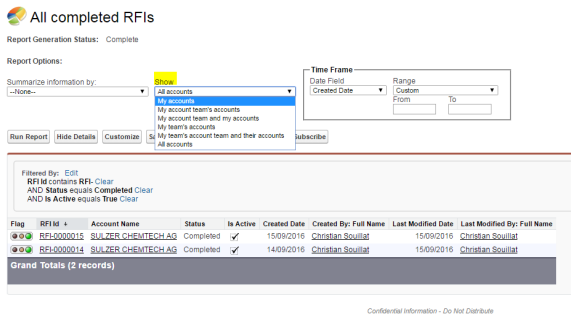 All completed RFIs
Report Generation Status: Complete
Report Options:
Summarize information by:
--None--
Show
All accounts
My accounts
My account team's accounts
My account team and my accounts
My team's accounts
My team's account team and their accounts
All accounts
Time Frame
Date Field
Created Date
Range
Custom
From To
Run Report Hide Details Customize
Filtered By: Edit
RFI Id contains RFI- Clear
AND Status equals Completed Clear
AND Is Active equals True Clear
Flag RFI Id Account Name Status Is Active Created Date Created By: Full Name Last Modified Date Last Modified By: Full Name
RFI-0000015 SULZER CHEMTECH AG Completed 15/09/2016 Christian Souillat 15/09/2016 Christian Souillat
RFI-0000014 SULZER CHEMTECH AG Completed 14/09/2016 Christian Souillat 15/09/2016 Christian Souillat
Grand Totals (2 records)
Confidential Information - Do Not Distribute